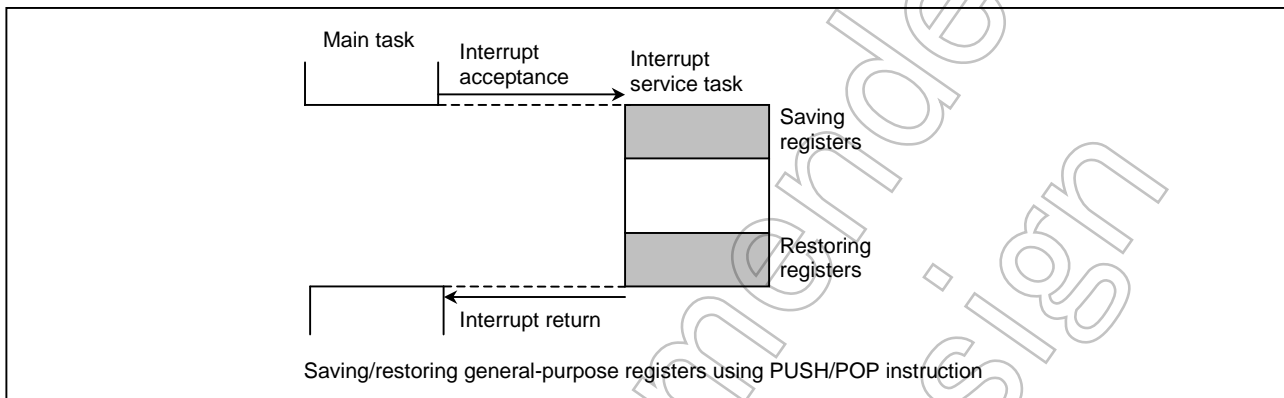 Main task
Interrupt
acceptance
Interrupt
service task
Saving
registers
Restoring
registers
Interrupt return
Saving/restoring general-purpose registers using PUSH/POP instruction